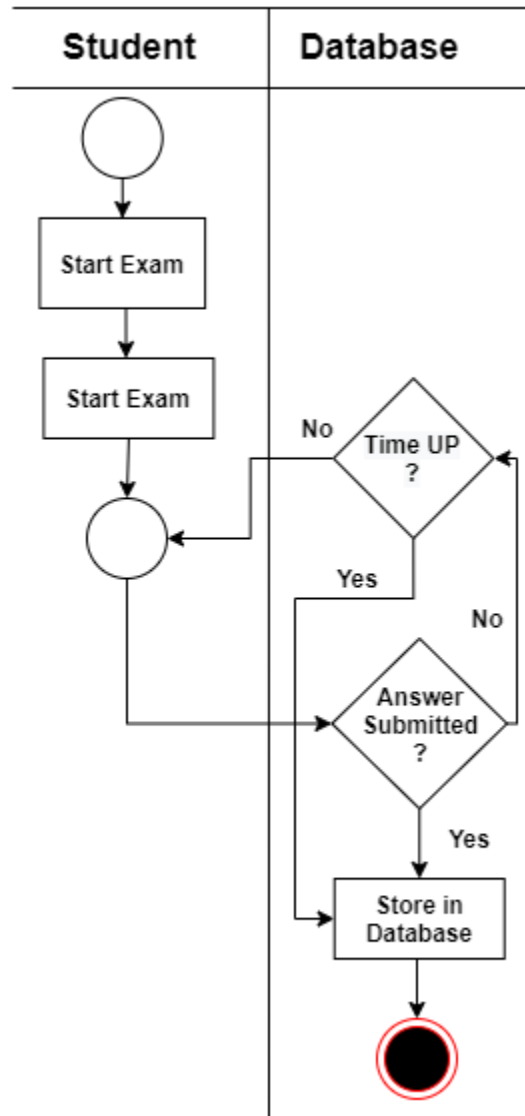 Student
Database
Start Exam
Start Exam
No
Time UP
?
Yes
No
Answer
Submitted
?
Yes
Store in
Database